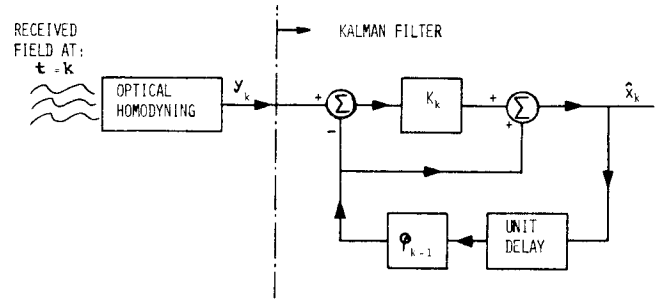 RECEIVED
FIELD AT:
t = k
KALMAN FILTER
OPTICAL
HOMODYNING
y_k
+
Σ
−
K_k
+
Σ
+
x̂_k
UNIT
DELAY
φ_{k-1}